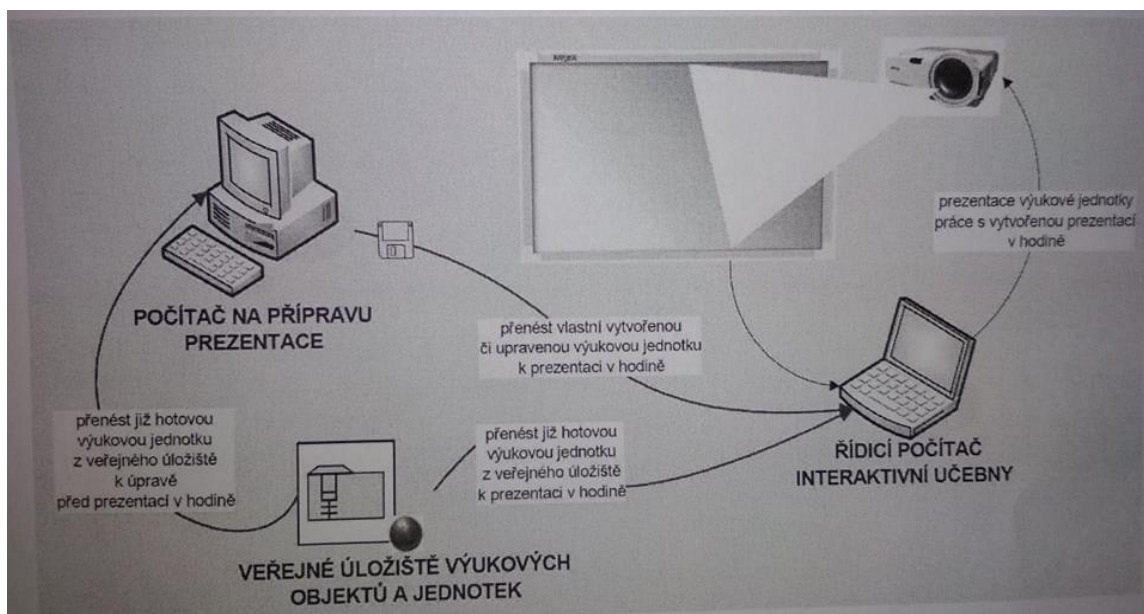 prezentace výukové jednotky
práce s vytvořenou prezentací
v hodině
POČÍTAČ NA PŘÍPRAVU
PREZENTACE
přenést vlastní vytvořenou
či upravenou výukovou jednotku
k prezentaci v hodině
přenést již hotovou
výukovou jednotku
z veřejného úložiště
k úpravě
před prezentací v hodině
přenést již hotovou
výukovou jednotku
z veřejného úložiště
k prezentaci v hodině
ŘÍDICÍ POČÍTAČ
INTERAKTIVNÍ UČEBNY
VEŘEJNÉ ÚLOŽIŠTĚ VÝUKOVÝCH
OBJEKTŮ A JEDNOTEK